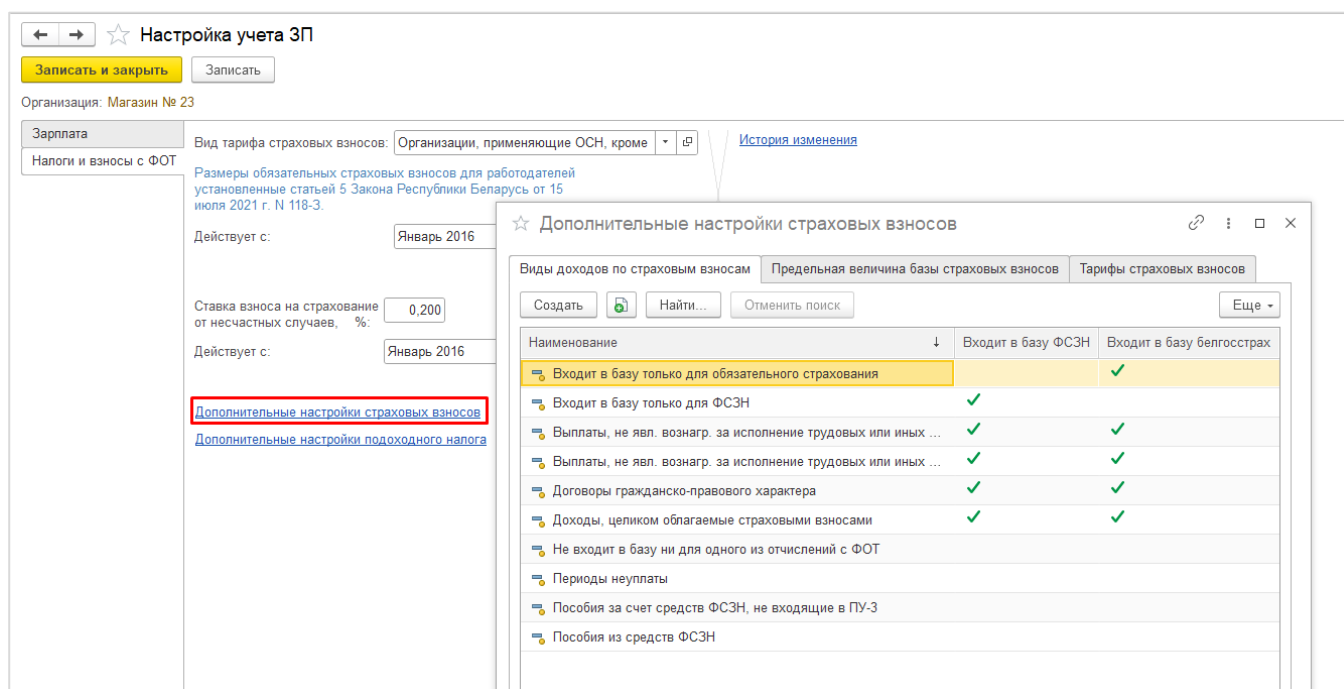 Настройка учета ЗП
Записать и закрыть
Записать
Организация: Магазин № 23
Зарплата
Налоги и взносы с ФОТ
Вид тарифа страховых взносов: Организации, применяющие ОСН, кроме
История изменения
Размеры обязательных страховых взносов для работодателей
установленные статьей 5 Закона Республики Беларусь от 15
июля 2021 г. N 118-З.
Действует с: Январь 2016
Ставка взноса на страхование
от несчастных случаев, %: 0,200
Действует с: Январь 2016
Дополнительные настройки страховых взносов
Дополнительные настройки подоходного налога
Дополнительные настройки страховых взносов
Виды доходов по страховым взносам
Предельная величина базы страховых взносов
Тарифы страховых взносов
Создать
Найти...
Отменить поиск
Еще
Наименование
Входит в базу ФСЗН
Входит в базу белгосстрах
Входит в базу только для обязательного страхования
Входит в базу только для ФСЗН
Выплаты, не явл. вознагр. за исполнение трудовых или иных ...
Выплаты, не явл. вознагр. за исполнение трудовых или иных ...
Договоры гражданско-правового характера
Доходы, целиком облагаемые страховыми взносами
Не входит в базу ни для одного из отчислений с ФОТ
Периоды неуплаты
Пособия за счет средств ФСЗН, не входящие в ПУ-3
Пособия из средств ФСЗН